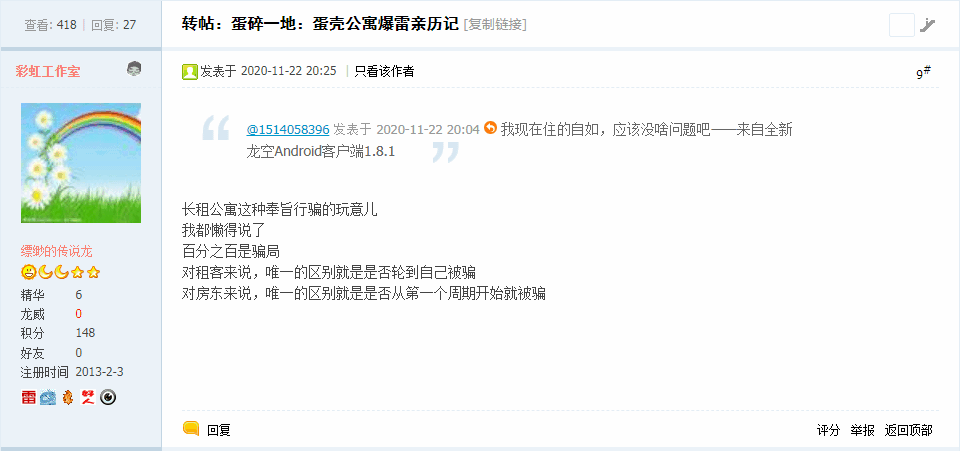 查看: 418 | 回复: 27
转帖：蛋碎一地：蛋壳公寓爆雷亲历记 [复制链接]
彩虹工作室
发表于 2020-11-22 20:25 | 只看该作者
9#
@1514058396 发表于 2020-11-22 20:04 我现在住的自如，应该没啥问题吧——来自全新
龙空Android客户端1.8.1
长租公寓这种奉旨行骗的玩意儿
我都懒得说了
百分之百是骗局
对租客来说，唯一的区别就是是否轮到自己被骗
对房东来说，唯一的区别就是是否从第一个周期开始就被骗
缥缈的传说龙
精华 6
龙威 0
积分 148
好友 0
注册时间 2013-2-3
雷
回复
评分 举报 返回顶部